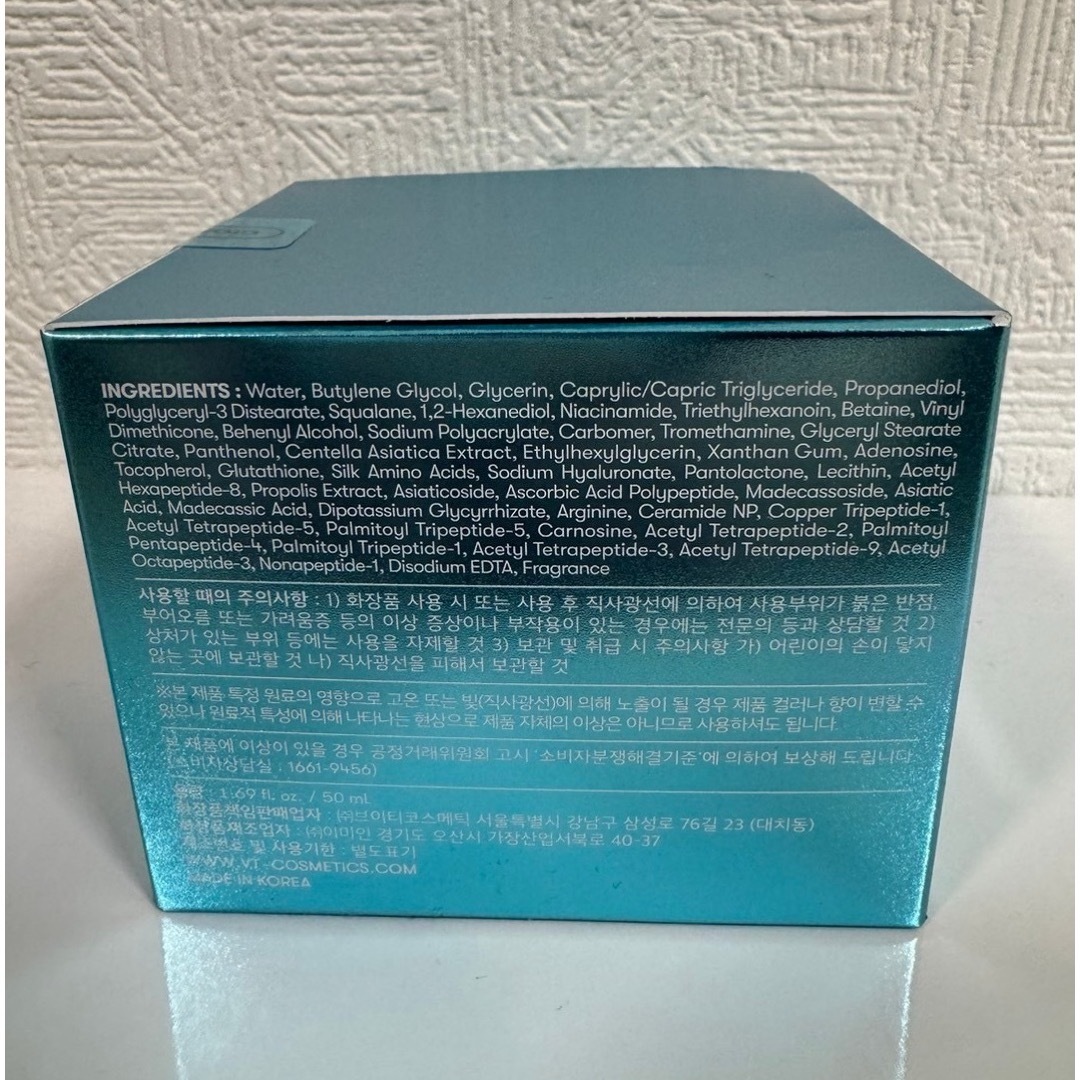 INGREDIENTS : Water, Butylene Glycol, Glycerin, Caprylic/Capric Triglyceride, Propanediol,
Polyglyceryl-3 Distearate, Squalane, 1,2-Hexanediol, Niacinamide, Triethylhexanoin, Betaine, Vinyl
Dimethicone, Behenyl Alcohol, Sodium Polyacrylate, Carbomer, Tromethamine, Glyceryl Stearate
Citrate, Panthenol, Centella Asiatica Extract, Ethylhexylglycerin, Xanthan Gum, Adenosine,
Tocopherol, Glutathione, Silk Amino Acids, Sodium Hyaluronate, Pantolactone, Lecithin, Acetyl
Hexapeptide-8, Propolis Extract, Asiaticoside, Ascorbic Acid Polypeptide, Madecassoside, Asiatic
Acid, Madecassic Acid, Dipotassium Glycyrrhizate, Arginine, Ceramide NP, Copper Tripeptide-1,
Acetyl Tetrapeptide-5, Palmitoyl Tripeptide-5, Carnosine, Acetyl Tetrapeptide-2, Palmitoyl
Pentapeptide-4, Palmitoyl Tripeptide-1, Acetyl Tetrapeptide-3, Acetyl Tetrapeptide-9, Acetyl
Octapeptide-3, Nonapeptide-1, Disodium EDTA, Fragrance
사용할 때의 주의사항 : 1) 화장품 사용 시 또는 사용 후 직사광선에 의하여 사용부위가 붉은 반점,
부어오름 또는 가려움증 등의 이상 증상이나 부작용이 있는 경우에는 전문의 등과 상담할 것 2)
상처가 있는 부위 등에는 사용을 자제할 것 3) 보관 및 취급 시 주의사항 가) 어린이의 손이 닿지
않는 곳에 보관할 것 나) 직사광선을 피해서 보관할 것
※본 제품 특정 원료의 영향으로 고온 또는 빛(직사광선)에 의해 노출이 될 경우 제품 컬러나 향이 변할 수
있으나 원료적 특성에 의해 나타나는 현상으로 제품 자체의 이상은 아니므로 사용하셔도 됩니다.
본 제품에 이상이 있을 경우 공정거래위원회 고시 '소비자분쟁해결기준'에 의하여 보상해 드립니다.
(소비자상담실 : 1661-9456)
용량 : 1.69 fl. oz. / 50 mL
화장품책임판매업자 : ㈜브이티코스메틱 서울특별시 강남구 삼성로 76길 23 (대치동)
화장품제조업자 : ㈜이미인 경기도 오산시 가장산업서북로 40-37
제조번호 및 사용기한 : 별도표기
WWW.VT-COSMETICS.COM
MADE IN KOREA